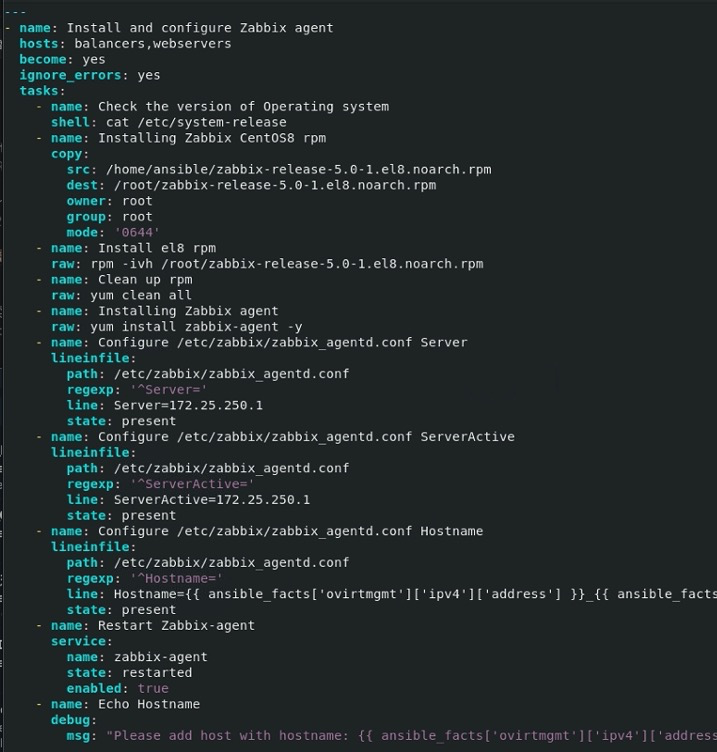 ---
- name: Install and configure Zabbix agent
  hosts: balancers,webservers
  become: yes
  ignore_errors: yes
  tasks:
    - name: Check the version of Operating system
      shell: cat /etc/system-release
    - name: Installing Zabbix CentOS8 rpm
      copy:
        src: /home/ansible/zabbix-release-5.0-1.el8.noarch.rpm
        dest: /root/zabbix-release-5.0-1.el8.noarch.rpm
        owner: root
        group: root
        mode: '0644'
    - name: Install el8 rpm
      raw: rpm -ivh /root/zabbix-release-5.0-1.el8.noarch.rpm
    - name: Clean up rpm
      raw: yum clean all
    - name: Installing Zabbix agent
      raw: yum install zabbix-agent -y
    - name: Configure /etc/zabbix/zabbix_agentd.conf Server
      lineinfile:
        path: /etc/zabbix/zabbix_agentd.conf
        regexp: '^Server='
        line: Server=172.25.250.1
        state: present
    - name: Configure /etc/zabbix/zabbix_agentd.conf ServerActive
      lineinfile:
        path: /etc/zabbix/zabbix_agentd.conf
        regexp: '^ServerActive='
        line: ServerActive=172.25.250.1
        state: present
    - name: Configure /etc/zabbix/zabbix_agentd.conf Hostname
      lineinfile:
        path: /etc/zabbix/zabbix_agentd.conf
        regexp: '^Hostname='
        line: Hostname={{ ansible_facts['ovirtmgmt']['ipv4']['address'] }}_{{ ansible_facts
        state: present
    - name: Restart Zabbix-agent
      service:
        name: zabbix-agent
        state: restarted
        enabled: true
    - name: Echo Hostname
      debug:
        msg: "Please add host with hostname: {{ ansible_facts['ovirtmgmt']['ipv4']['address